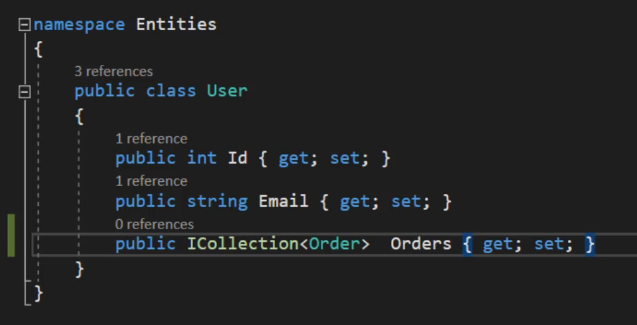 namespace Entities
{
3 references
public class User
{
1 reference
public int Id { get; set; }
1 reference
public string Email { get; set; }
0 references
public ICollection<Order>  Orders { get; set; }
}
}